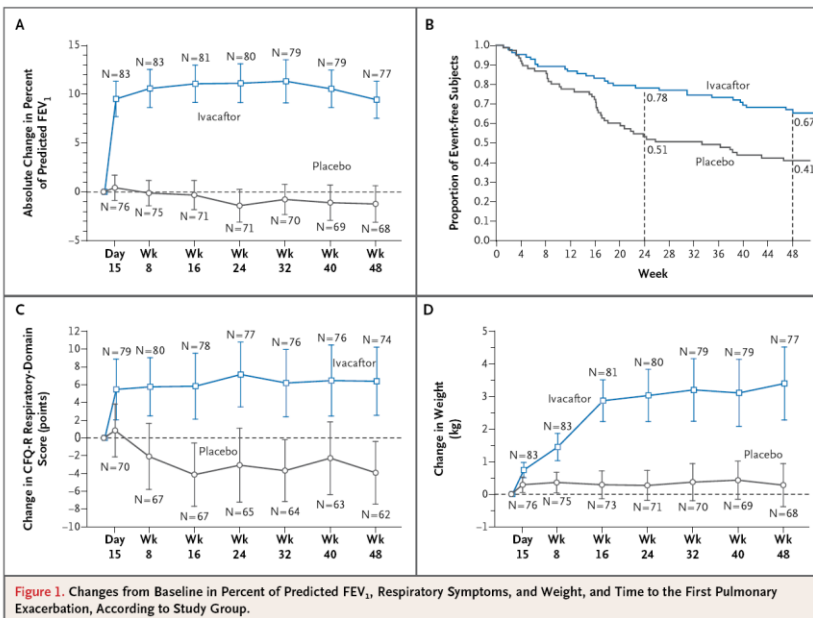 A
Absolute Change in Percent
of Predicted FEV₁
15
10
5
0
−5
N=83
N=83
N=81
N=80
N=79
N=79
N=77
Ivacaftor
Placebo
N=76
N=75
N=71
N=71
N=70
N=69
N=68
Day
15
Wk
8
Wk
16
Wk
24
Wk
32
Wk
40
Wk
48
B
Proportion of Event-free Subjects
1.0
0.9
0.8
0.7
0.6
0.5
0.4
0.3
0.2
0.1
0.0
Ivacaftor
0.78
0.67
0.51
Placebo
0.41
0 4 8 12 16 20 24 28 32 36 40 44 48
Week
C
Change in CFQ-R Respiratory-Domain
Score (points)
12
10
8
6
4
2
0
−2
−4
−6
−8
−10
N=79
N=80
N=78
N=77
N=76
N=76
N=74
Ivacaftor
Placebo
N=70
N=67
N=67
N=65
N=64
N=63
N=62
Day
15
Wk
8
Wk
16
Wk
24
Wk
32
Wk
40
Wk
48
D
Change in Weight
(kg)
5
4
3
2
1
0
−1
N=83
N=83
N=81
N=80
N=79
N=79
N=77
Ivacaftor
Placebo
N=76
N=75
N=73
N=71
N=70
N=69
N=68
Day
15
Wk
8
Wk
16
Wk
24
Wk
32
Wk
40
Wk
48
Figure 1. Changes from Baseline in Percent of Predicted FEV₁, Respiratory Symptoms, and Weight, and Time to the First Pulmonary
Exacerbation, According to Study Group.